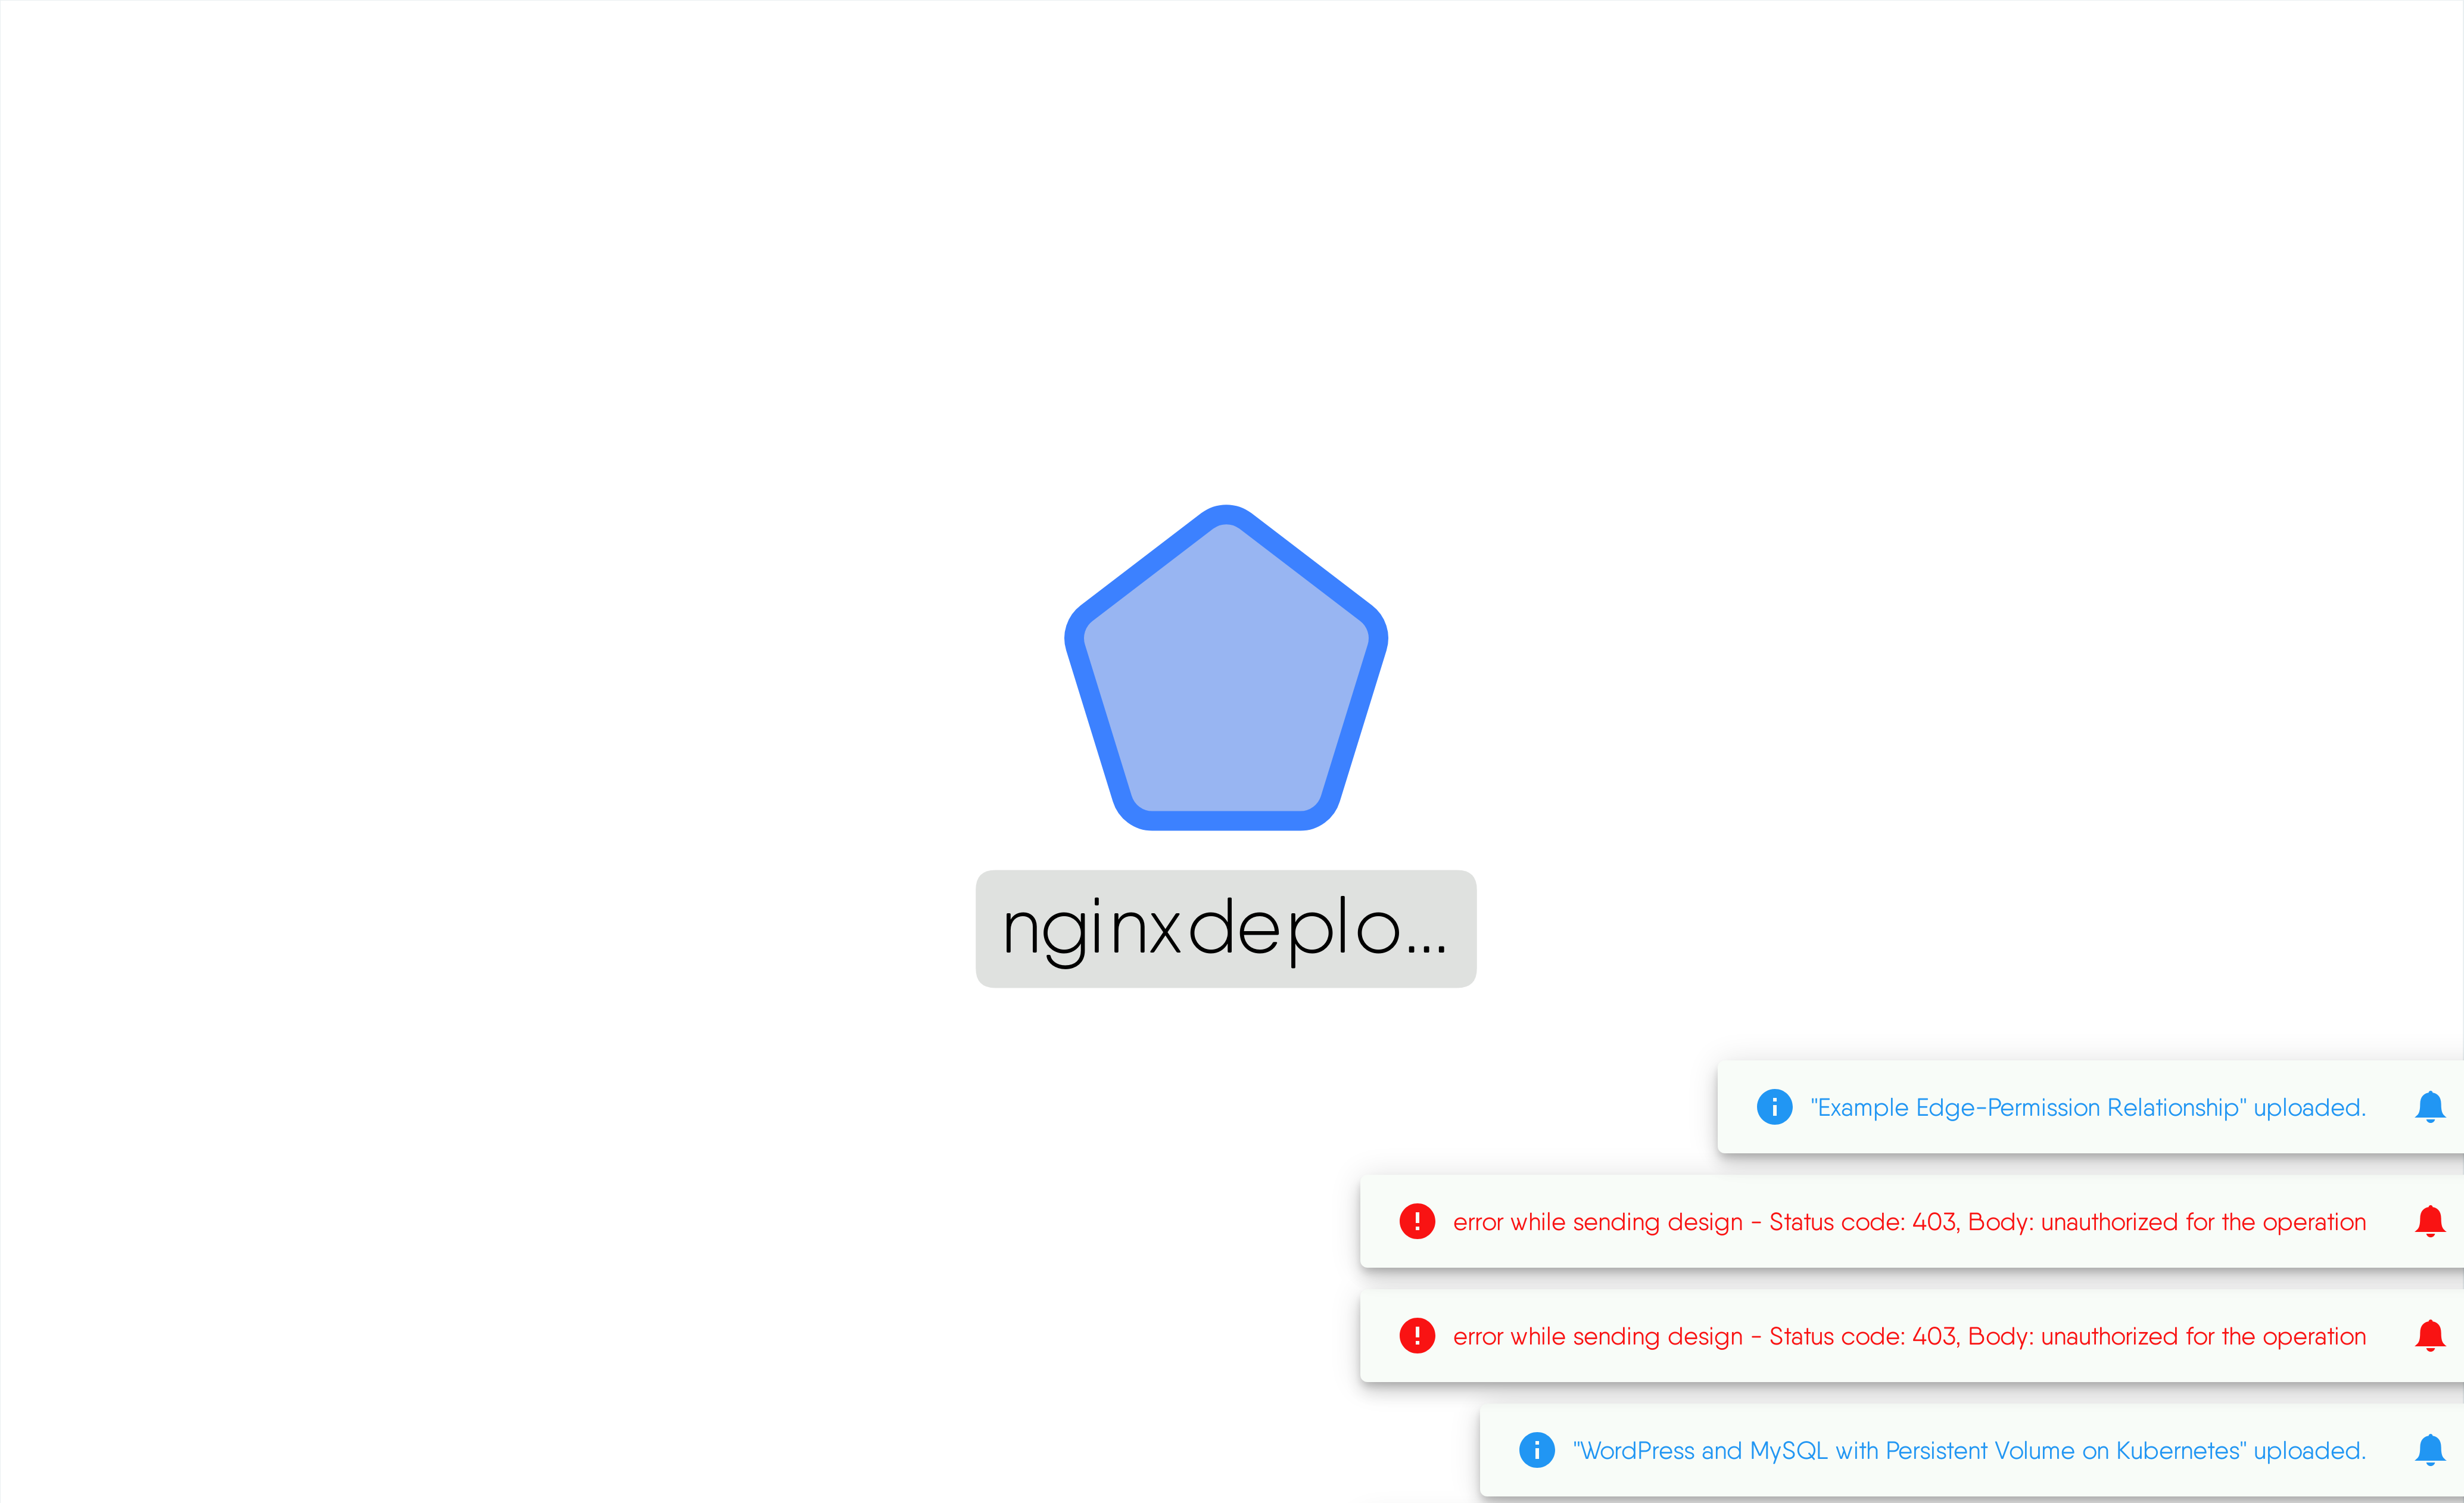 nginxdeplo...
"Example Edge-Permission Relationship" uploaded.
error while sending design - Status code: 403, Body: unauthorized for the operation
error while sending design - Status code: 403, Body: unauthorized for the operation
"WordPress and MySQL with Persistent Volume on Kubernetes" uploaded.